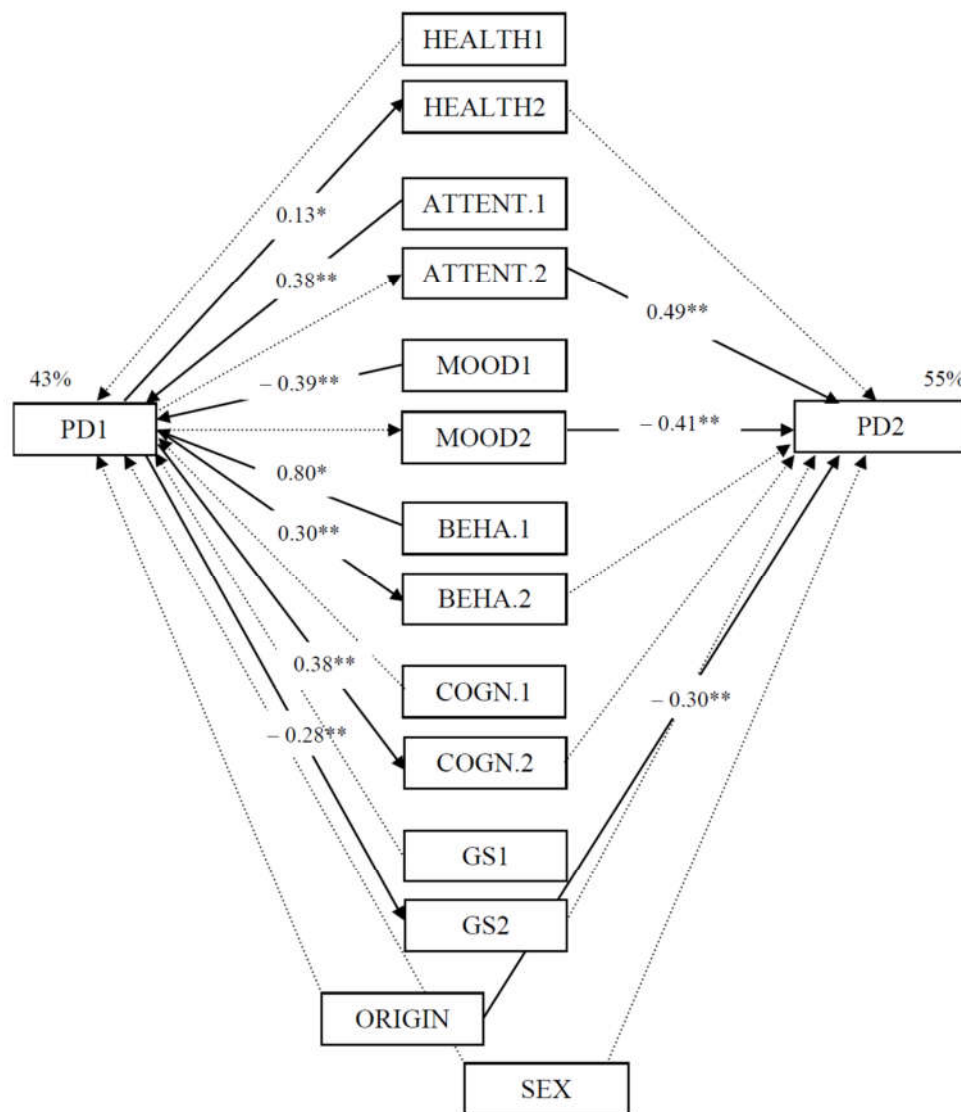 HEALTH1
HEALTH2
ATTENT.1
0.13*
0.38**
ATTENT.2
0.49**
MOOD1
43%
– 0.39**
55%
PD1
MOOD2
– 0.41**
PD2
0.80*
BEHA.1
0.30**
BEHA.2
0.38**
COGN.1
– 0.30**
– 0.28**
COGN.2
GS1
GS2
ORIGIN
SEX